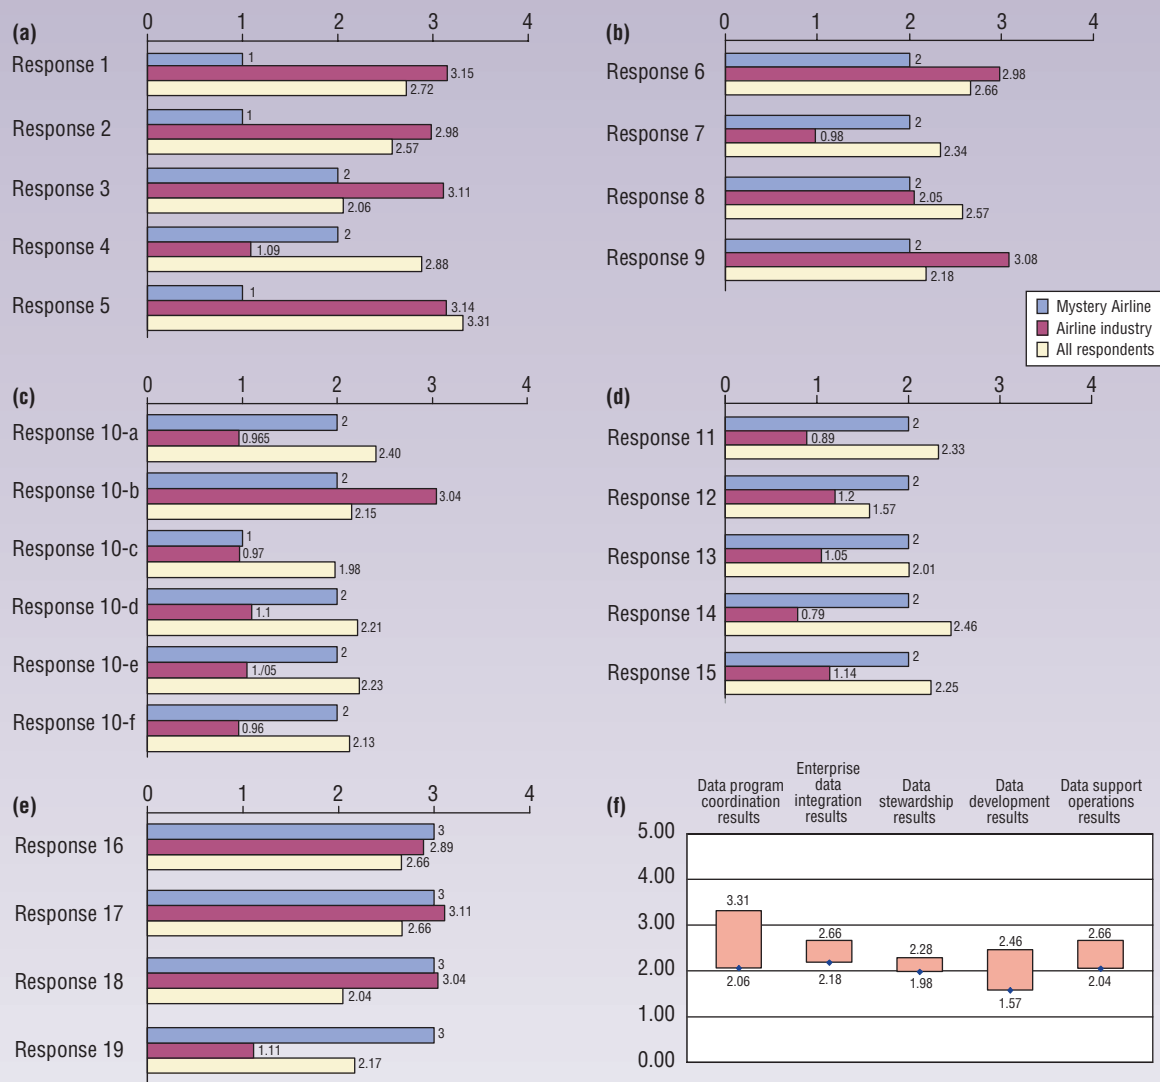 (a)
0 1 2 3 4
Response 1
1
3.15
2.72
Response 2
1
2.98
2.57
Response 3
2
3.11
2.06
Response 4
2
1.09
2.88
Response 5
1
3.14
3.31
(b)
0 1 2 3 4
Response 6
2
2.98
2.66
Response 7
2
0.98
2.34
Response 8
2
2.05
2.57
Response 9
2
3.08
2.18
Mystery Airline
Airline industry
All respondents
(c)
0 1 2 3 4
Response 10-a
2
0.965
2.40
Response 10-b
2
3.04
2.15
Response 10-c
1
0.97
1.98
Response 10-d
2
1.1
2.21
Response 10-e
2
1./05
2.23
Response 10-f
2
0.96
2.13
(d)
0 1 2 3 4
Response 11
2
0.89
2.33
Response 12
2
1.2
1.57
Response 13
2
1.05
2.01
Response 14
2
0.79
2.46
Response 15
2
1.14
2.25
(e)
0 1 2 3 4
Response 16
3
2.89
2.66
Response 17
3
3.11
2.66
Response 18
3
3.04
2.04
Response 19
3
1.11
2.17
(f)
Data program
coordination
results
Enterprise
data
integration
results
Data
stewardship
results
Data
development
results
Data support
operations
results
5.00
4.00
3.00
2.00
1.00
0.00
3.31
2.06
2.66
2.18
2.28
1.98
2.46
1.57
2.66
2.04